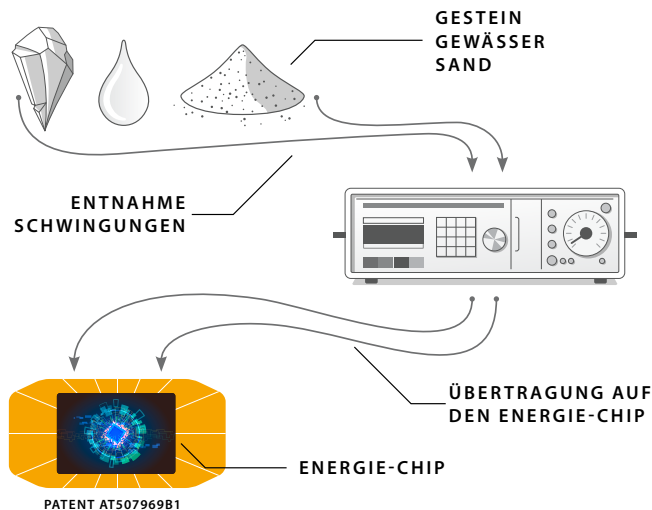 GESTEIN
GEWÄSSER
SAND
ENTNAHME
SCHWINGUNGEN
ÜBERTRAGUNG AUF
DEN ENERGIE-CHIP
ENERGIE-CHIP
PATENT AT507969B1